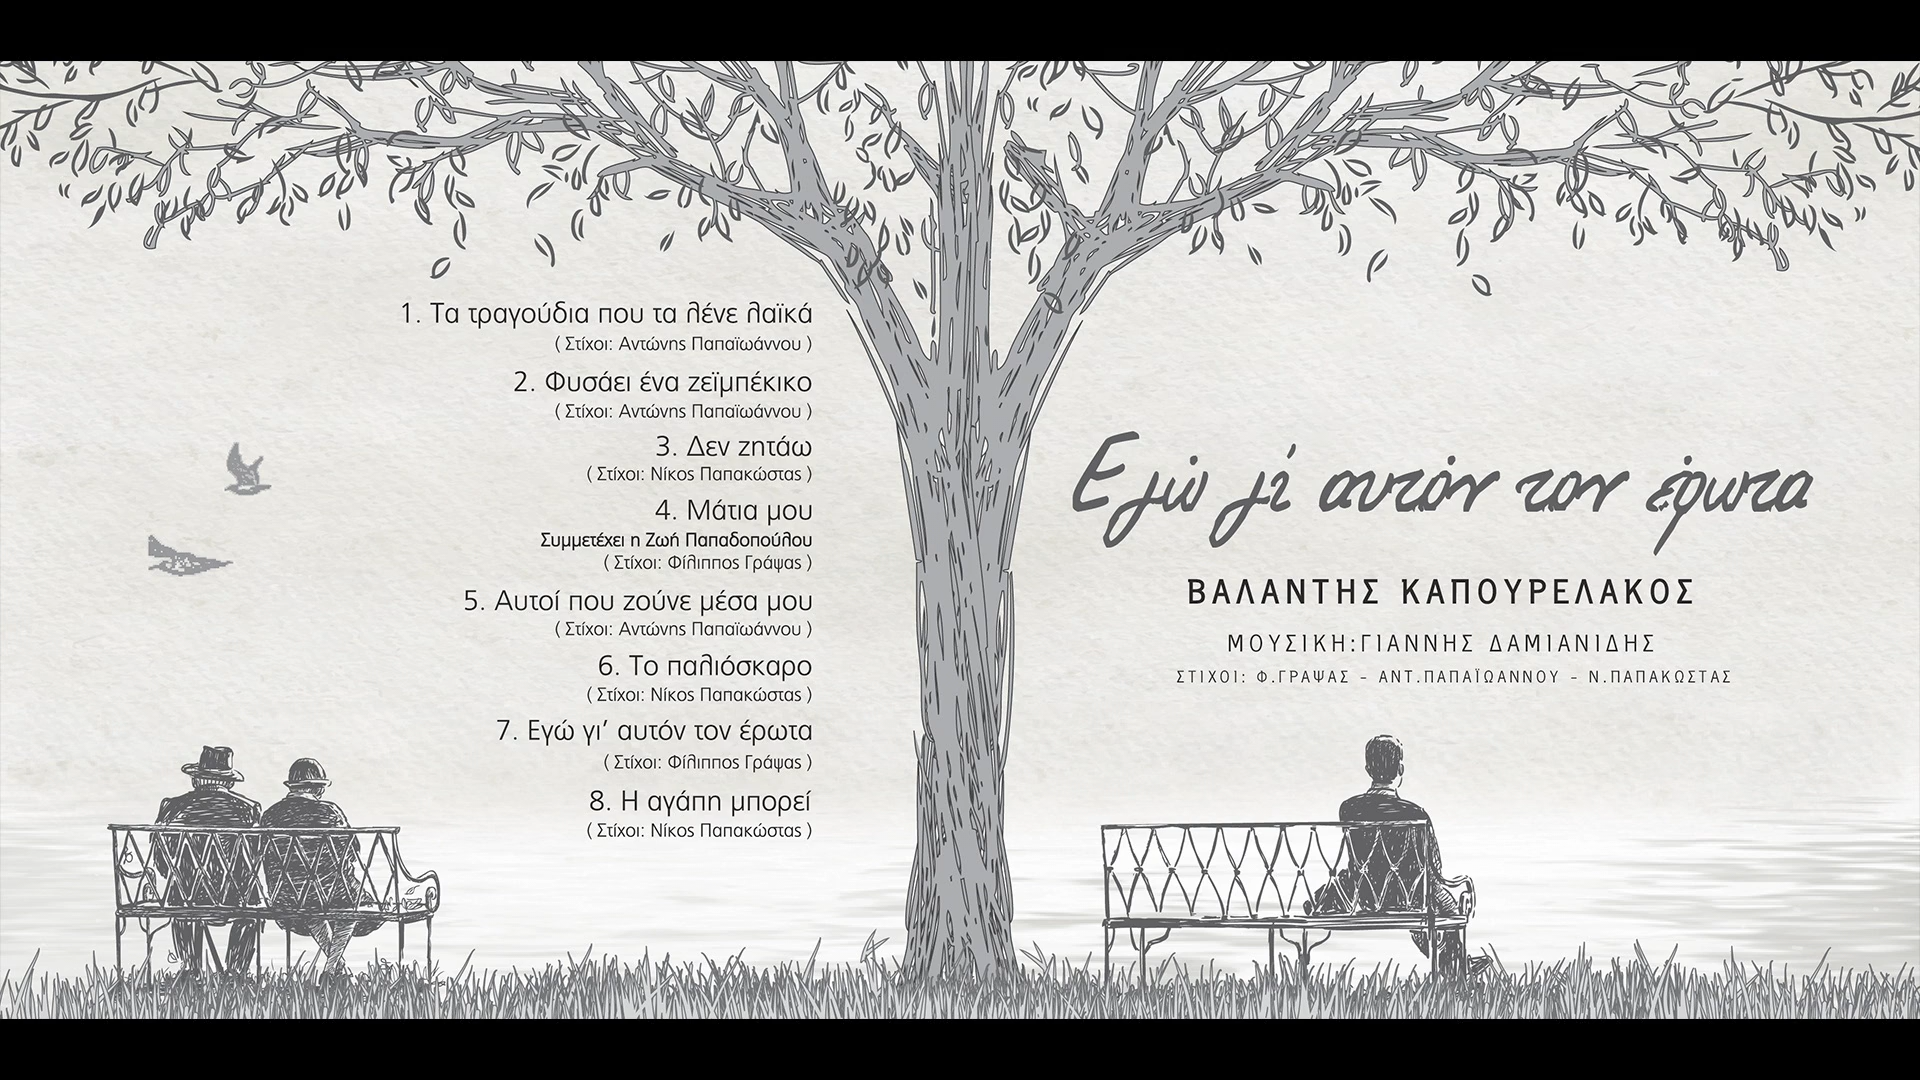 1. Τα τραγούδια που τα λένε λαϊκά
( Στίχοι: Αντώνης Παπαϊωάννου )
2. Φυσάει ένα ζεϊμπέκικο
( Στίχοι: Αντώνης Παπαϊωάννου )
3. Δεν ζητάω
( Στίχοι: Νίκος Παπακώστας )
4. Μάτια μου
Συμμετέχει η Ζωή Παπαδοπούλου
( Στίχοι: Φίλιππος Γράψας )
5. Αυτοί που ζούνε μέσα μου
( Στίχοι: Αντώνης Παπαϊωάννου )
6. Το παλιόσκαρο
( Στίχοι: Νίκος Παπακώστας )
7. Εγώ γι’ αυτόν τον έρωτα
( Στίχοι: Φίλιππος Γράψας )
8. Η αγάπη μπορεί
( Στίχοι: Νίκος Παπακώστας )
Εγώ γι' αυτόν τον έρωτα
ΒΑΛΑΝΤΗΣ ΚΑΠΟΥΡΕΛΑΚΟΣ
ΜΟΥΣΙΚΗ:ΓΙΑΝΝΗΣ ΔΑΜΙΑΝΙΔΗΣ
ΣΤΙΧΟΙ: Φ.ΓΡΑΨΑΣ - ΑΝΤ.ΠΑΠΑΪΩΑΝΝΟΥ - Ν.ΠΑΠΑΚΩΣΤΑΣ